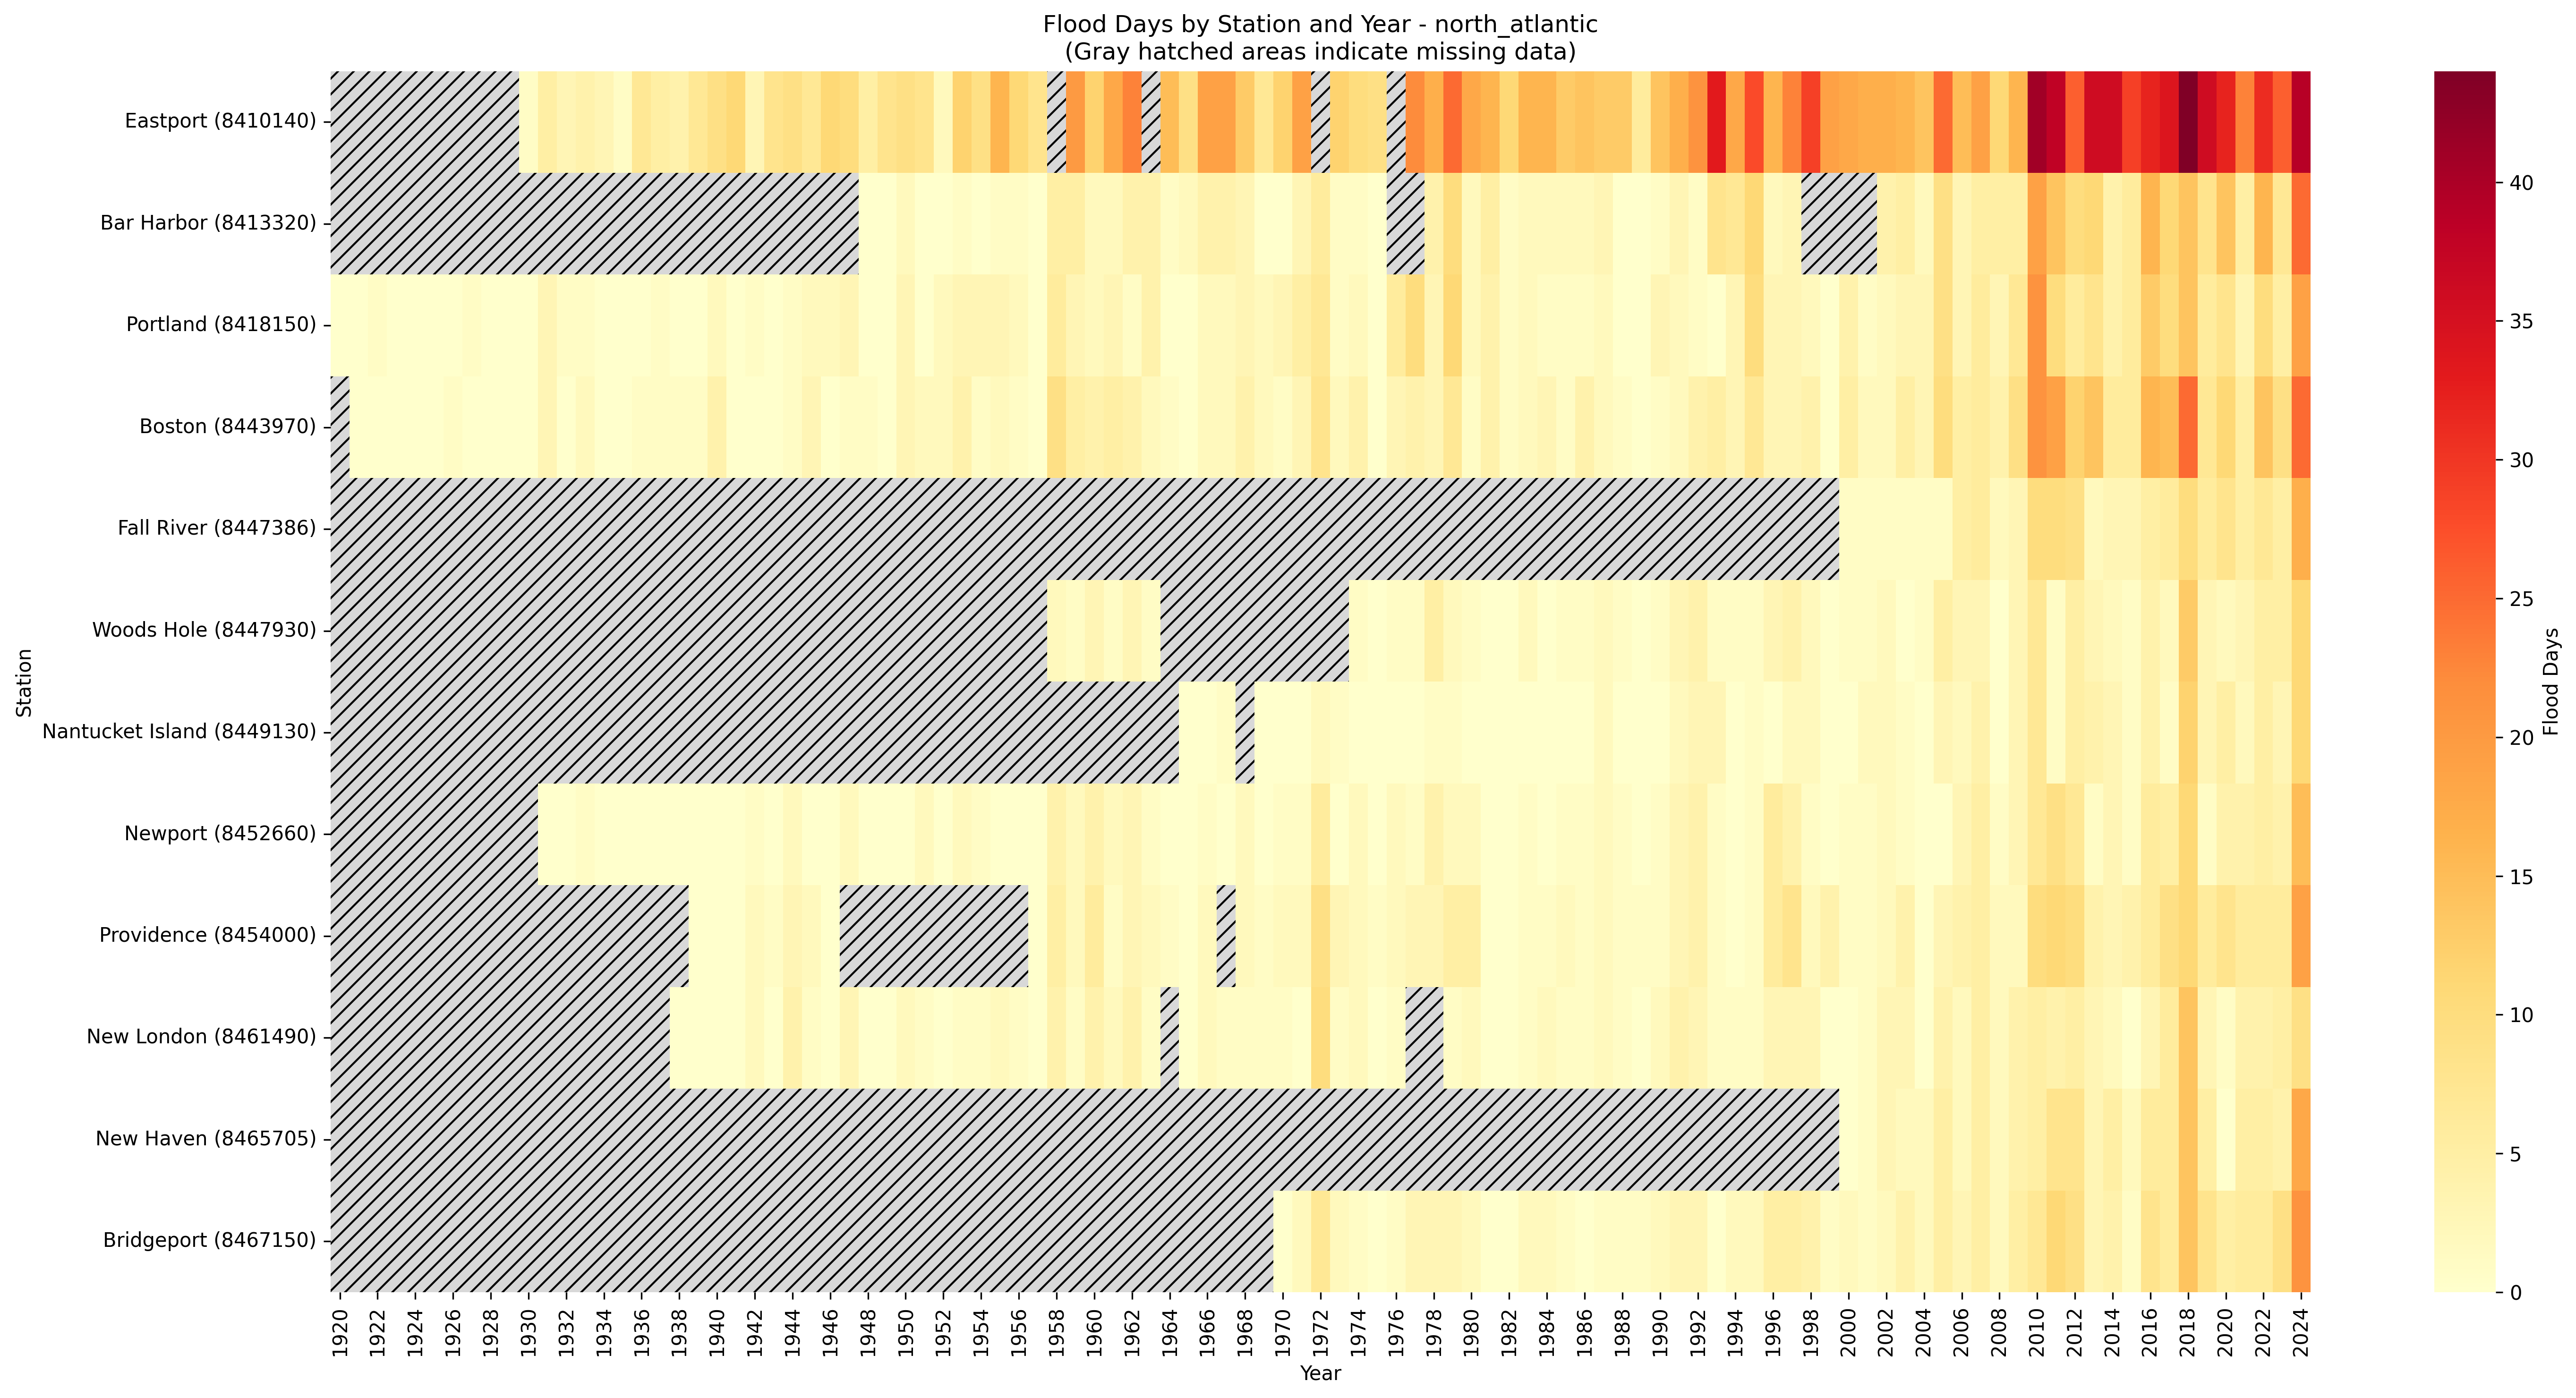 Flood Days by Station and Year - north_atlantic
(Gray hatched areas indicate missing data)
Station
Eastport (8410140)
Bar Harbor (8413320)
Portland (8418150)
Boston (8443970)
Fall River (8447386)
Woods Hole (8447930)
Nantucket Island (8449130)
Newport (8452660)
Providence (8454000)
New London (8461490)
New Haven (8465705)
Bridgeport (8467150)
1920 1922 1924 1926 1928 1930 1932 1934 1936 1938 1940 1942 1944 1946 1948 1950 1952 1954 1956 1958 1960 1962 1964 1966 1968 1970 1972 1974 1976 1978 1980 1982 1984 1986 1988 1990 1992 1994 1996 1998 2000 2002 2004 2006 2008 2010 2012 2014 2016 2018 2020 2022 2024
Year
40
35
30
25
20
15
10
5
0
Flood Days